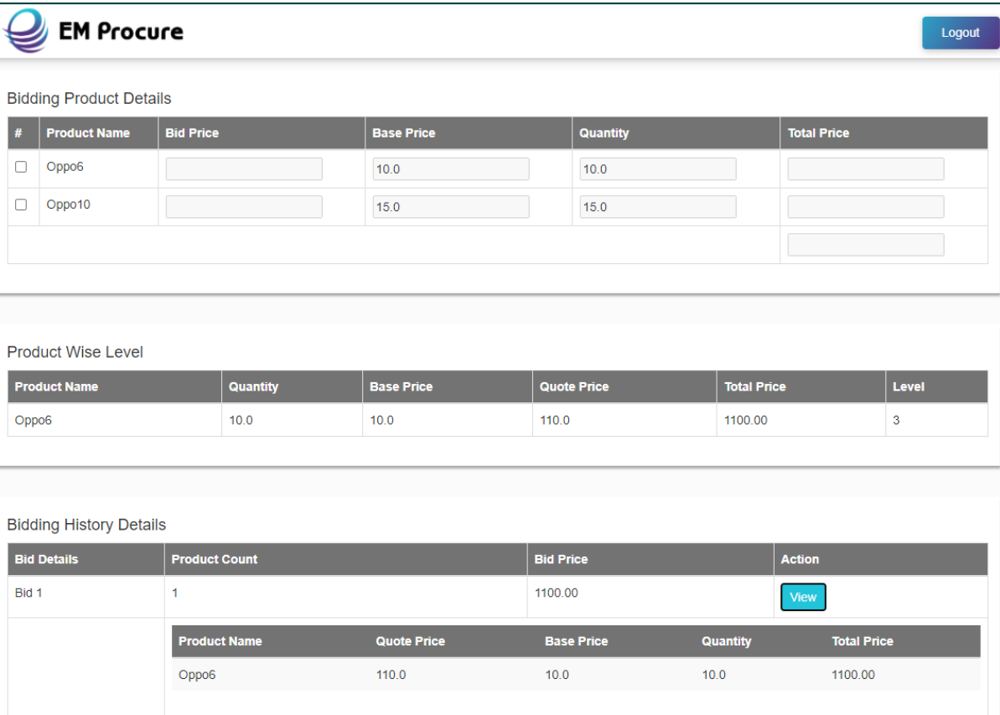 EM Procure
Logout
Bidding Product Details
# Product Name Bid Price Base Price Quantity Total Price
Oppo6 10.0 10.0
Oppo10 15.0 15.0
Product Wise Level
Product Name Quantity Base Price Quote Price Total Price Level
Oppo6 10.0 10.0 110.0 1100.00 3
Bidding History Details
Bid Details Product Count Bid Price Action
Bid 1 1 1100.00 View
Product Name Quote Price Base Price Quantity Total Price
Oppo6 110.0 10.0 10.0 1100.00